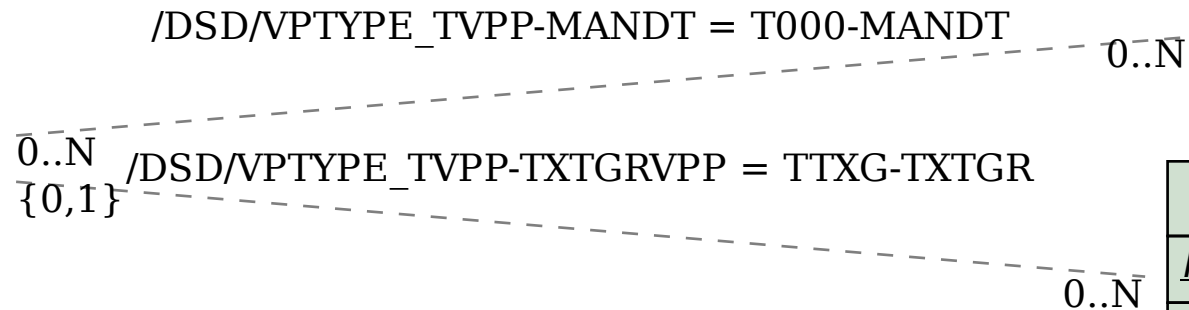 /DSD/VPTYPE_TVPP-MANDT = T000-MANDT
0..N
0..N
/DSD/VPTYPE_TVPP-TXTGRVPP = TTXG-TXTGR
{0,1}
0..N